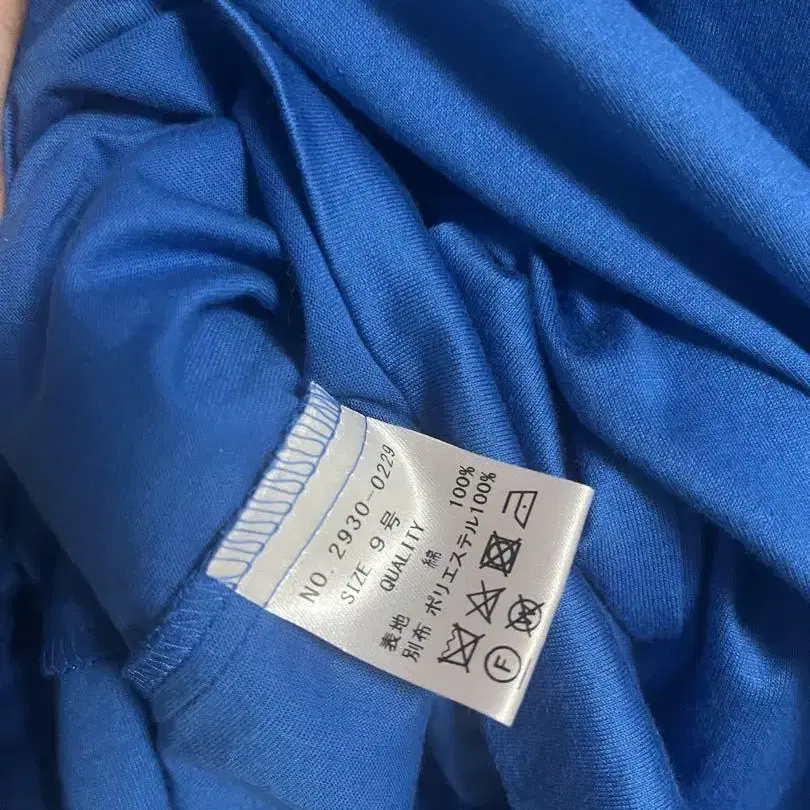 NO. 2930-0229
SIZE 9号
QUALITY
表地 綿 100%
別布 ポリエステル100%
F
W